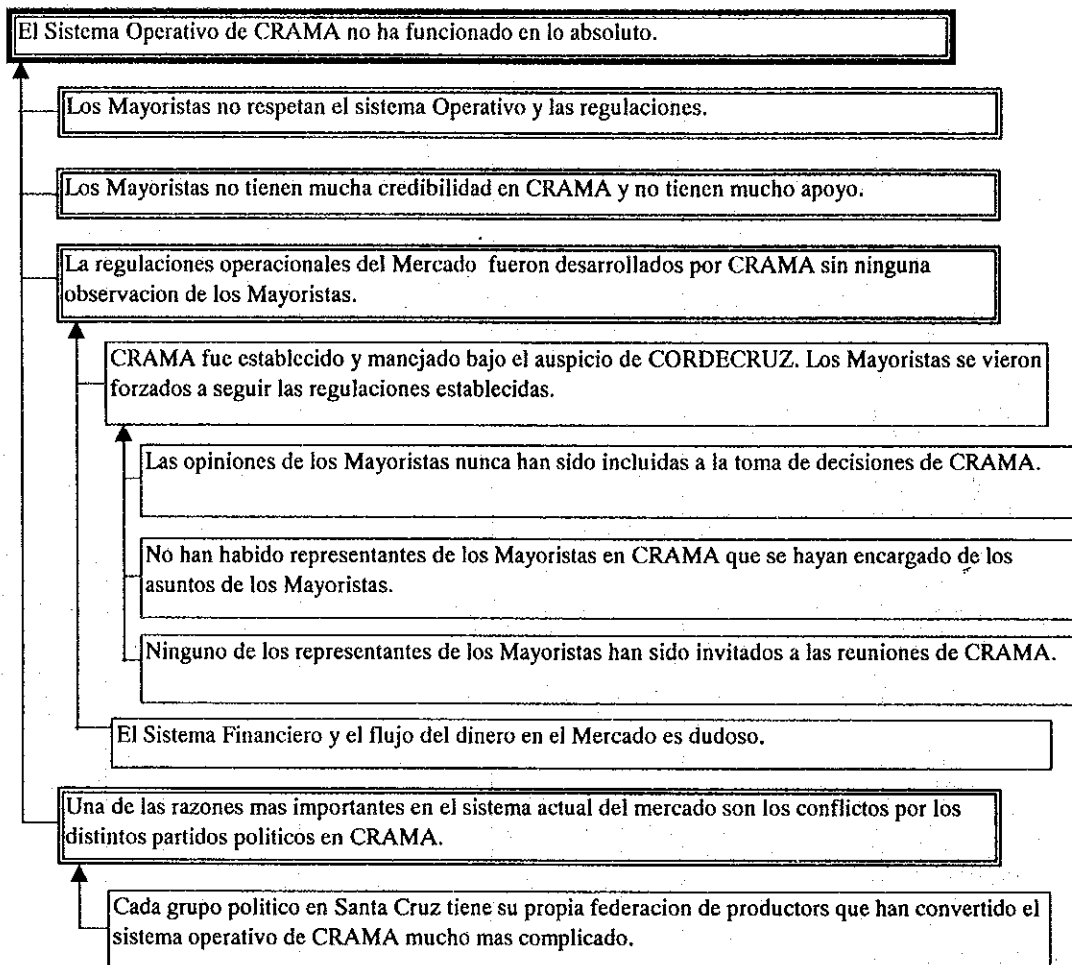 El Sistema Operativo de CRAMA no ha funcionado en lo absoluto.
Los Mayoristas no respetan el sistema Operativo y las regulaciones.
Los Mayoristas no tienen mucha credibilidad en CRAMA y no tienen mucho apoyo.
La regulaciones operacionales del Mercado fueron desarrollados por CRAMA sin ninguna
observacion de los Mayoristas.
CRAMA fue establecido y manejado bajo el auspicio de CORDECRUZ. Los Mayoristas se vieron
forzados a seguir las regulaciones establecidas.
Las opiniones de los Mayoristas nunca han sido incluidas a la toma de decisiones de CRAMA.
No han habido representantes de los Mayoristas en CRAMA que se hayan encargado de los
asuntos de los Mayoristas.
Ninguno de los representantes de los Mayoristas han sido invitados a las reuniones de CRAMA.
El Sistema Financiero y el flujo del dinero en el Mercado es dudoso.
Una de las razones mas importantes en el sistema actual del mercado son los conflictos por los
distintos partidos politicos en CRAMA.
Cada grupo politico en Santa Cruz tiene su propia federacion de productors que han convertido el
sistema operativo de CRAMA mucho mas complicado.